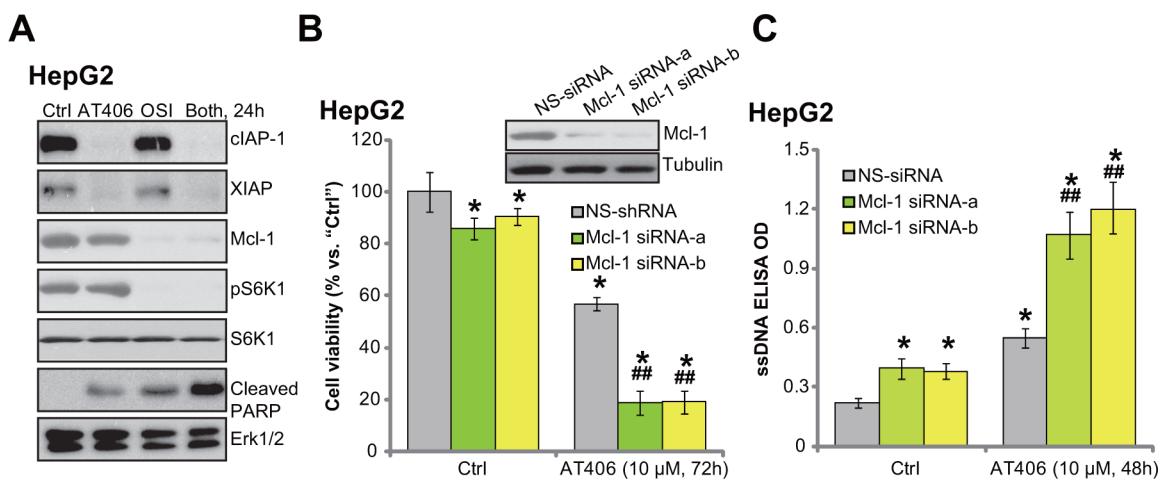 A
HepG2
Ctrl AT406 OSI Both, 24h
cIAP-1
XIAP
Mcl-1
pS6K1
S6K1
Cleaved
PARP
Erk1/2
B
HepG2
NS-siRNA
Mcl-1 siRNA-a
Mcl-1 siRNA-b
Mcl-1
Tubulin
NS-shRNA
Mcl-1 siRNA-a
Mcl-1 siRNA-b
Cell viability (% vs. “Ctrl”)
120
100
80
60
40
20
0
*
*
*
*
##
*
##
Ctrl
AT406 (10 µM, 72h)
C
HepG2
NS-siRNA
Mcl-1 siRNA-a
Mcl-1 siRNA-b
ssDNA ELISA OD
1.5
1.2
0.9
0.6
0.3
0
*
*
*
*
##
*
##
Ctrl
AT406 (10 µM, 48h)